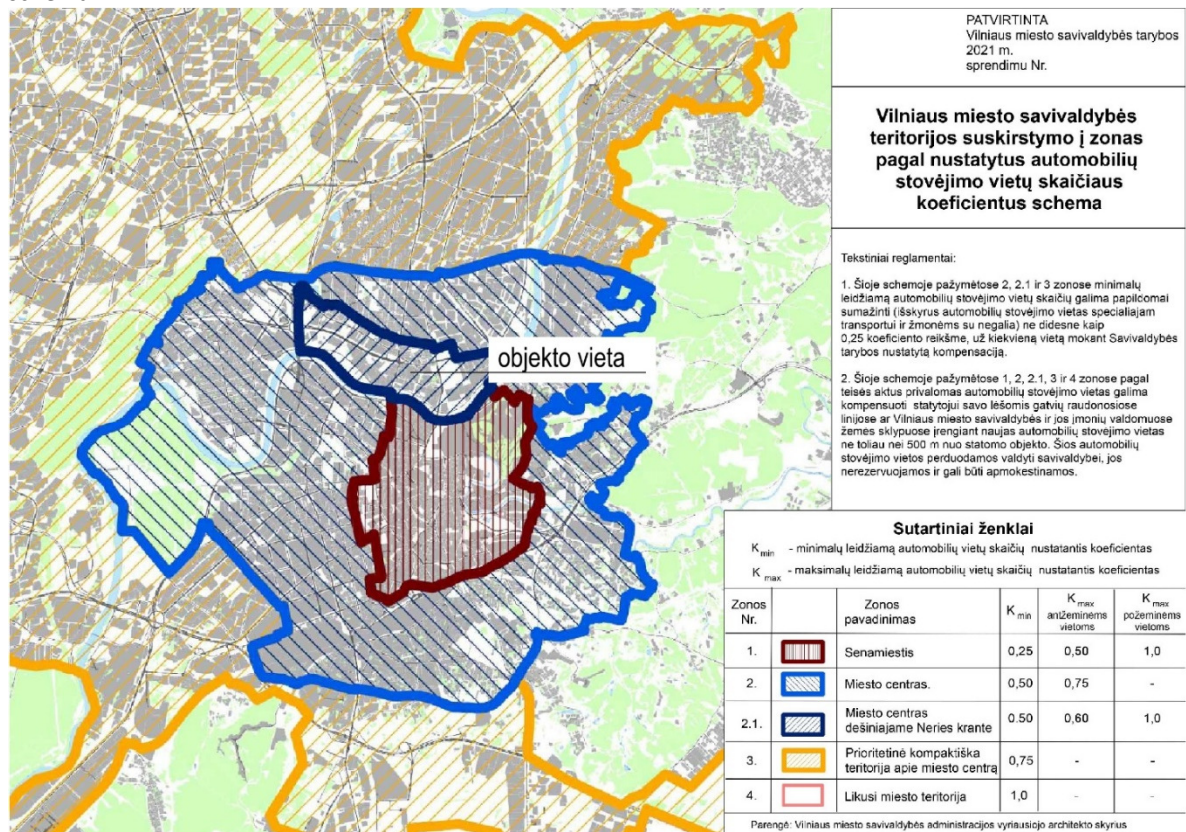 PATVIRTINTA
Vilniaus miesto savivaldybės tarybos
2021 m.
sprendimu Nr.
Vilniaus miesto savivaldybės
teritorijos suskirstymo į zonas
pagal nustatytus automobilių
stovėjimo vietų skaičiaus
koeficientus schema
Tekstiniai reglamentai:
1. Šioje schemoje pažymėtose 2, 2.1 ir 3 zonose minimalų
leidžiamą automobilių stovėjimo vietų skaičių galima papildomai
sumažinti (išskyrus automobilių stovėjimo vietas specialiajam
transportui ir žmonėms su negalia) ne didesne kaip
0,25 koeficiento reikšme, už kiekvieną vietą mokant Savivaldybės
tarybos nustatytą kompensaciją.
2. Šioje schemoje pažymėtose 1, 2, 2.1, 3 ir 4 zonose pagal
teisės aktus privalomas automobilių stovėjimo vietas galima
kompensuoti statytojui savo lėšomis gatvių raudonosiose
linijose ar Vilniaus miesto savivaldybės ir jos įmonių valdomuose
žemės sklypuose įrengiant naujas automobilių stovėjimo vietas
ne toliau nei 500 m nuo statomo objekto. Šios automobilių
stovėjimo vietos perduodamos valdyti savivaldybei, jos
nerezervuojamos ir gali būti apmokestinamos.
objekto vieta
Sutartiniai ženklai
K min - minimalų leidžiamą automobilių vietų skaičių nustatantis koeficientas
K max - maksimalų leidžiamą automobilių vietų skaičių nustatantis koeficientas
Zonos Nr. Zonos pavadinimas K min K max antžeminėms vietoms K max požeminėms vietoms
1. Senamiestis 0,25 0,50 1,0
2. Miesto centras. 0,50 0,75 -
2.1. Miesto centras dešiniajame Neries krante 0.50 0,60 1,0
3. Prioritetinė kompaktiška teritorija apie miesto centrą 0,75 - -
4. Likusi miesto teritorija 1,0 - -
Parengė: Vilniaus miesto savivaldybės administracijos vyriausiojo architekto skyrius